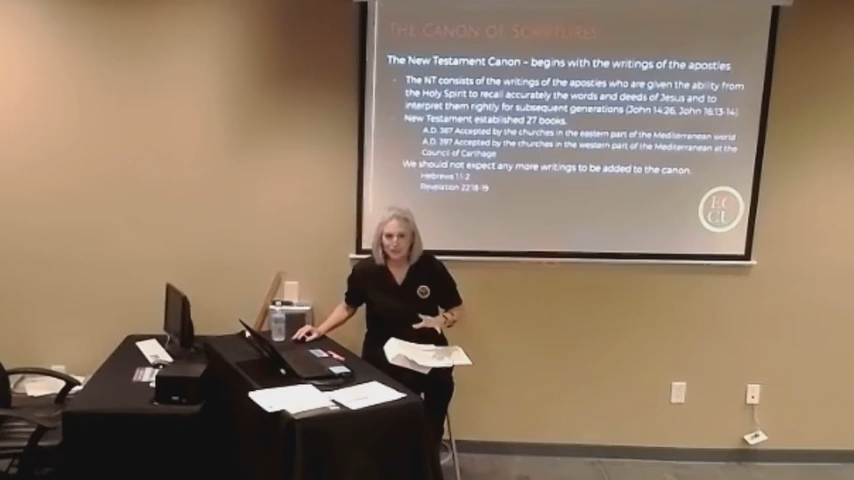 THE CANON OF SCRIPTURES
The New Testament Canon - begins with the writings of the apostles
The NT consists of the writings of the apostles who are given the ability from
the Holy Spirit to recall accurately the words and deeds of Jesus and to
interpret them rightly for subsequent generations (John 14:26, John 16:13-14)
New Testament established 27 books.
A.D. 367 Accepted by the churches in the eastern part of the Mediterranean world
A.D. 397 Accepted by the churches in the western part of the Mediterranean at the
Council of Carthage
We should not expect any more writings to be added to the canon.
Hebrews 1:1-2
Revelation 22:18-19
EC
CU